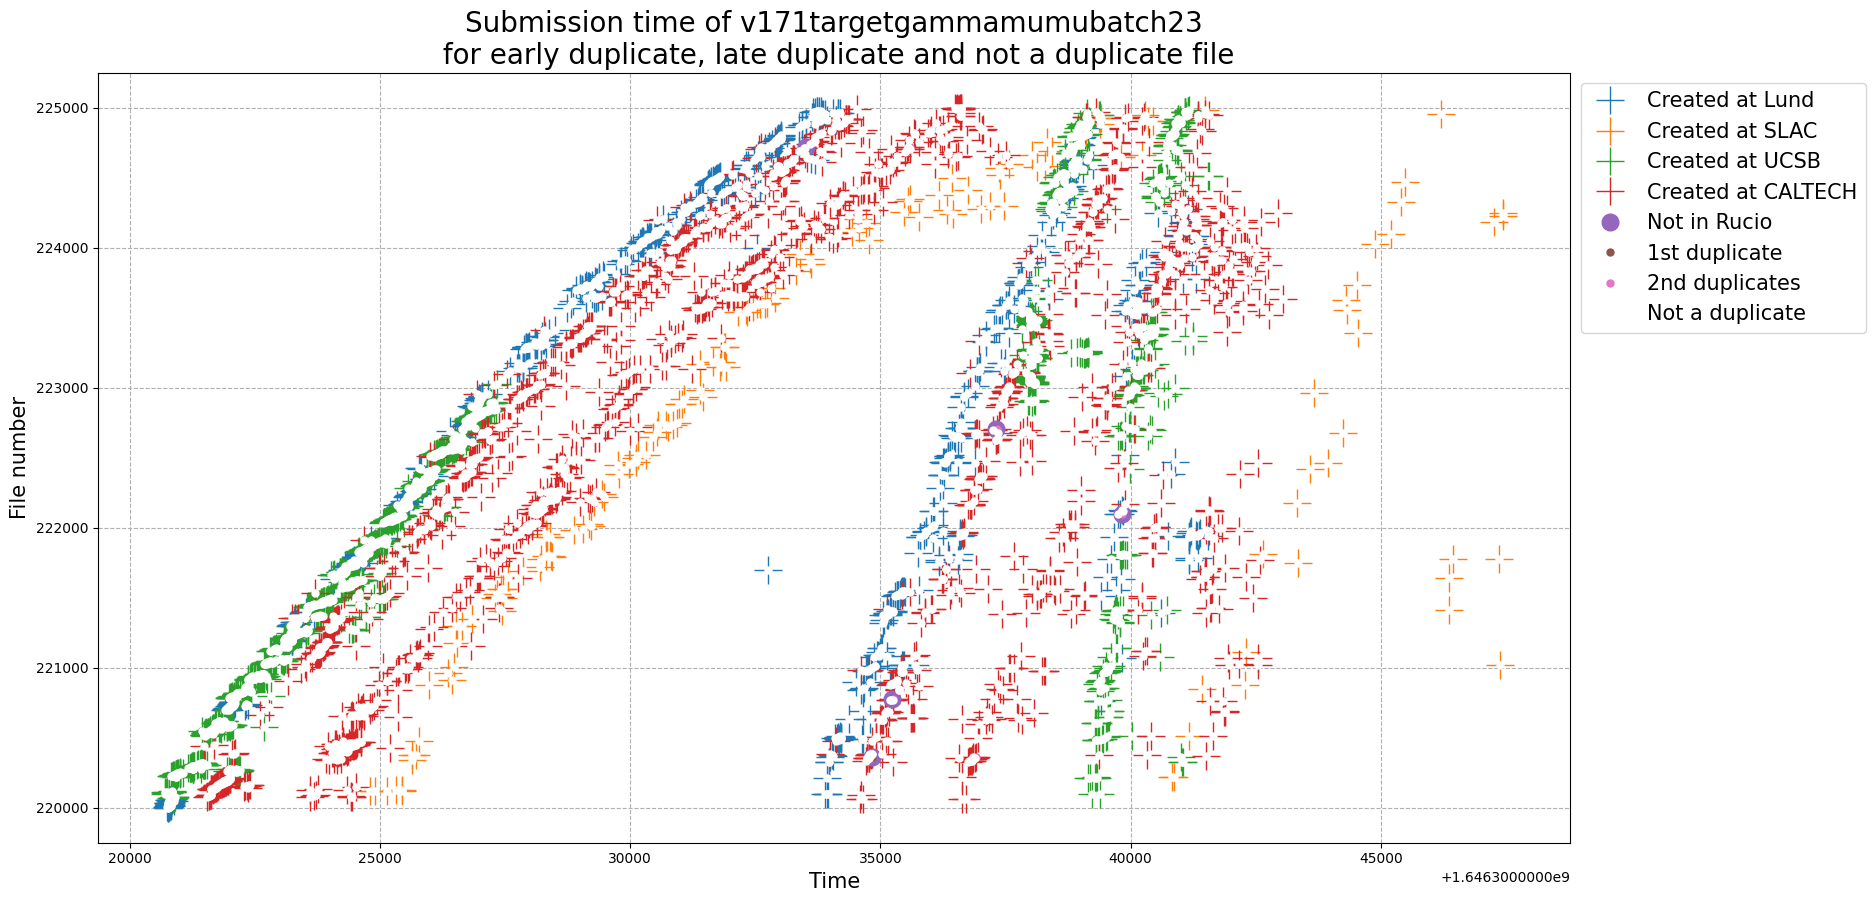 Submission time of v171targetgammamumubatch23
for early duplicate, late duplicate and not a duplicate file
Created at Lund
Created at SLAC
Created at UCSB
Created at CALTECH
Not in Rucio
1st duplicate
2nd duplicates
Not a duplicate
File number
225000
224000
223000
222000
221000
220000
20000
25000
30000
35000
40000
45000
Time
+1.6463000000e9